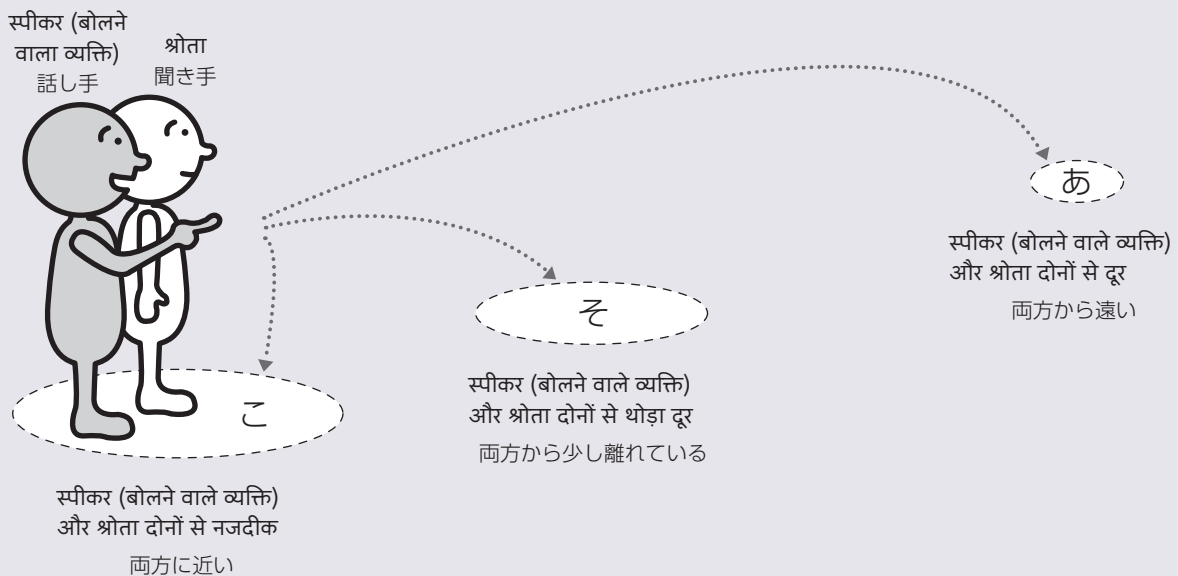 स्पीकर (बोलने
वाला व्यक्ति)
話し手
श्रोता
聞き手
あ
स्पीकर (बोलने वाले व्यक्ति)
और श्रोता दोनों से दूर
両方から遠い
そ
स्पीकर (बोलने वाले व्यक्ति)
और श्रोता दोनों से थोड़ा दूर
両方から少し離れている
こ
स्पीकर (बोलने वाले व्यक्ति)
और श्रोता दोनों से नजदीक
両方に近い